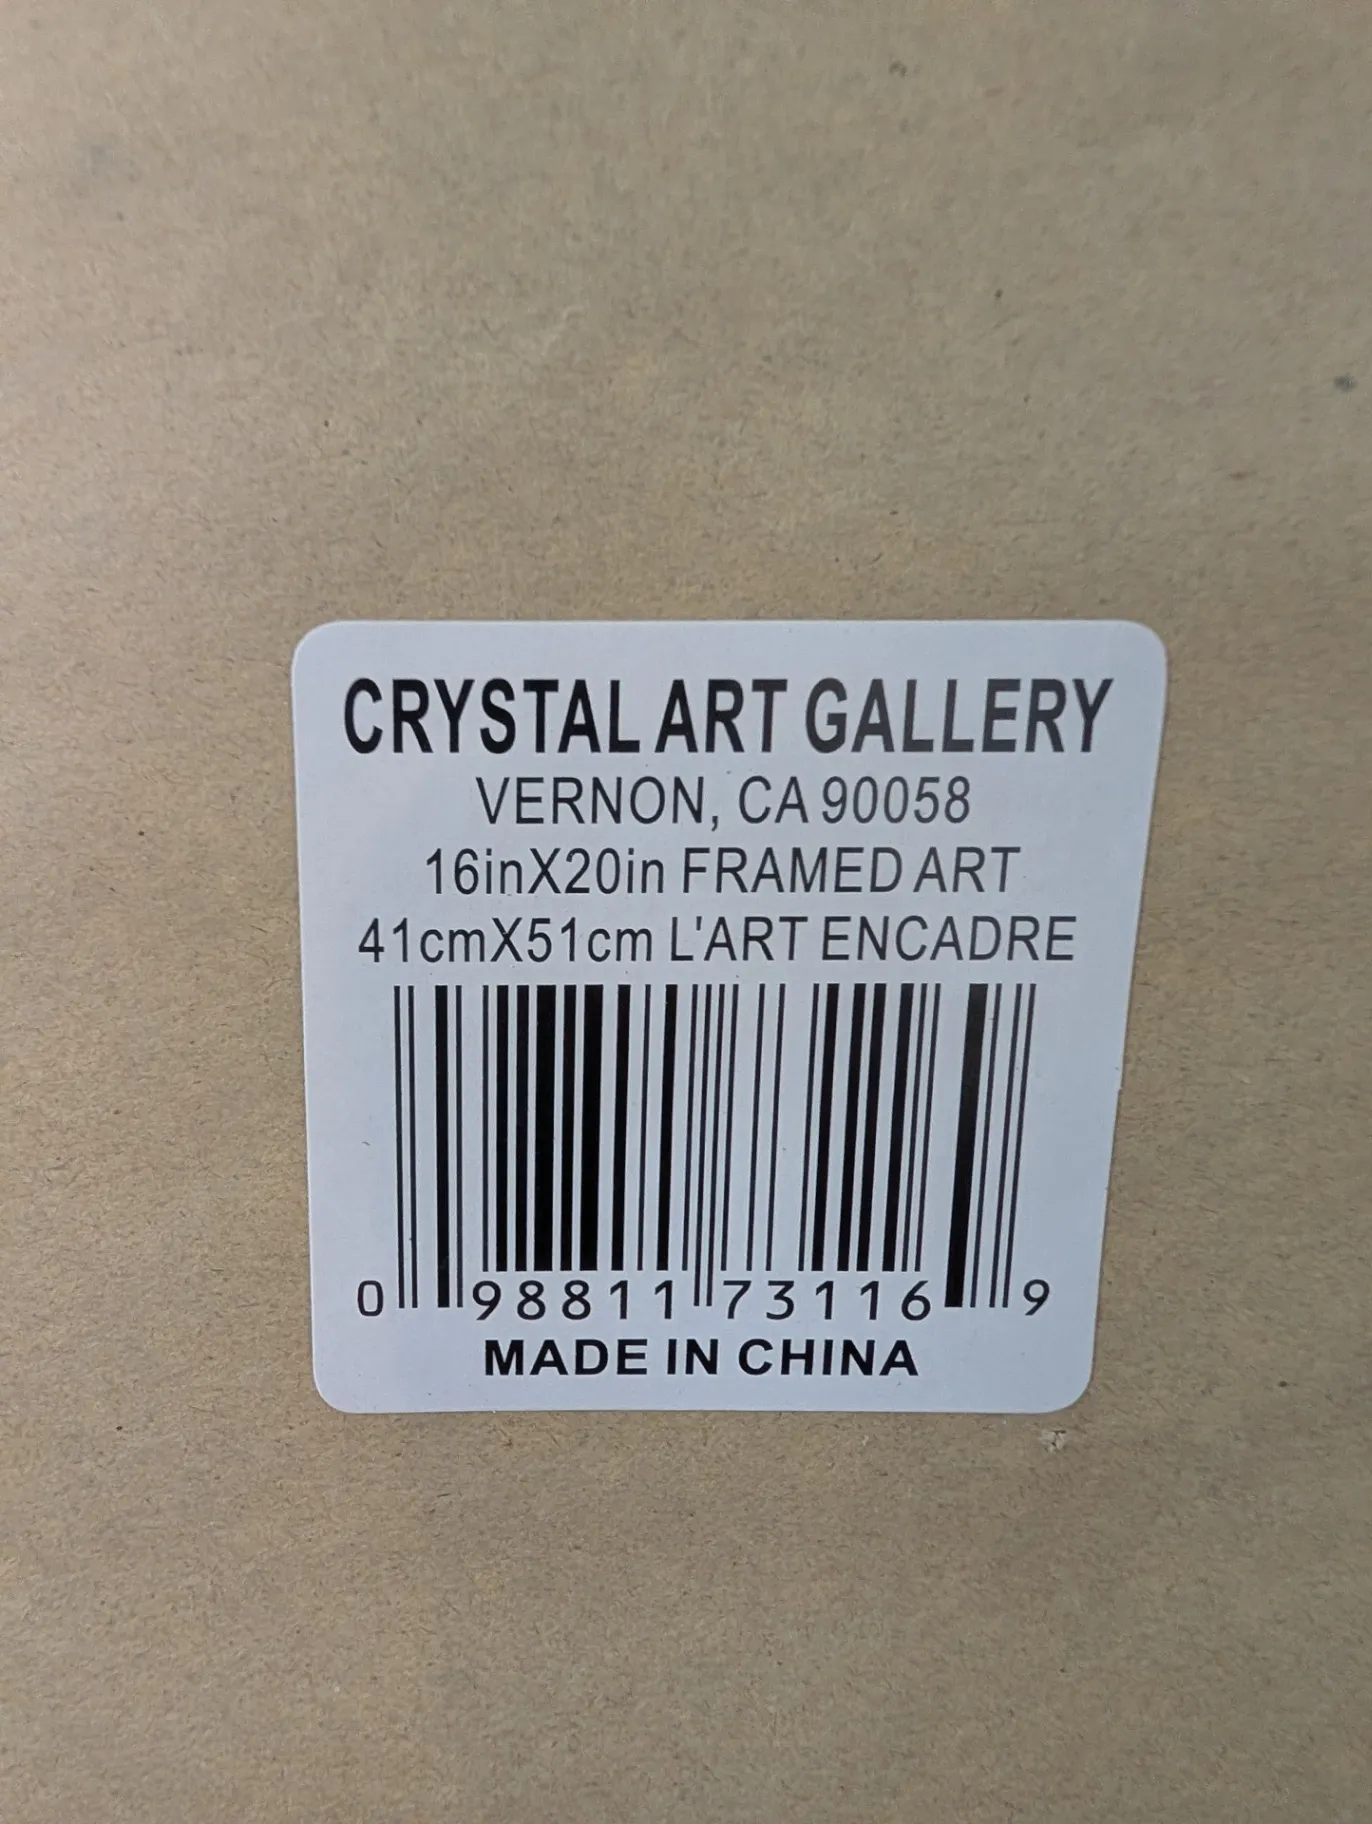 CRYSTAL ART GALLERY
VERNON, CA 90058
16inX20in FRAMED ART
41cmX51cm L'ART ENCADRE
0 98811 73116 9
MADE IN CHINA